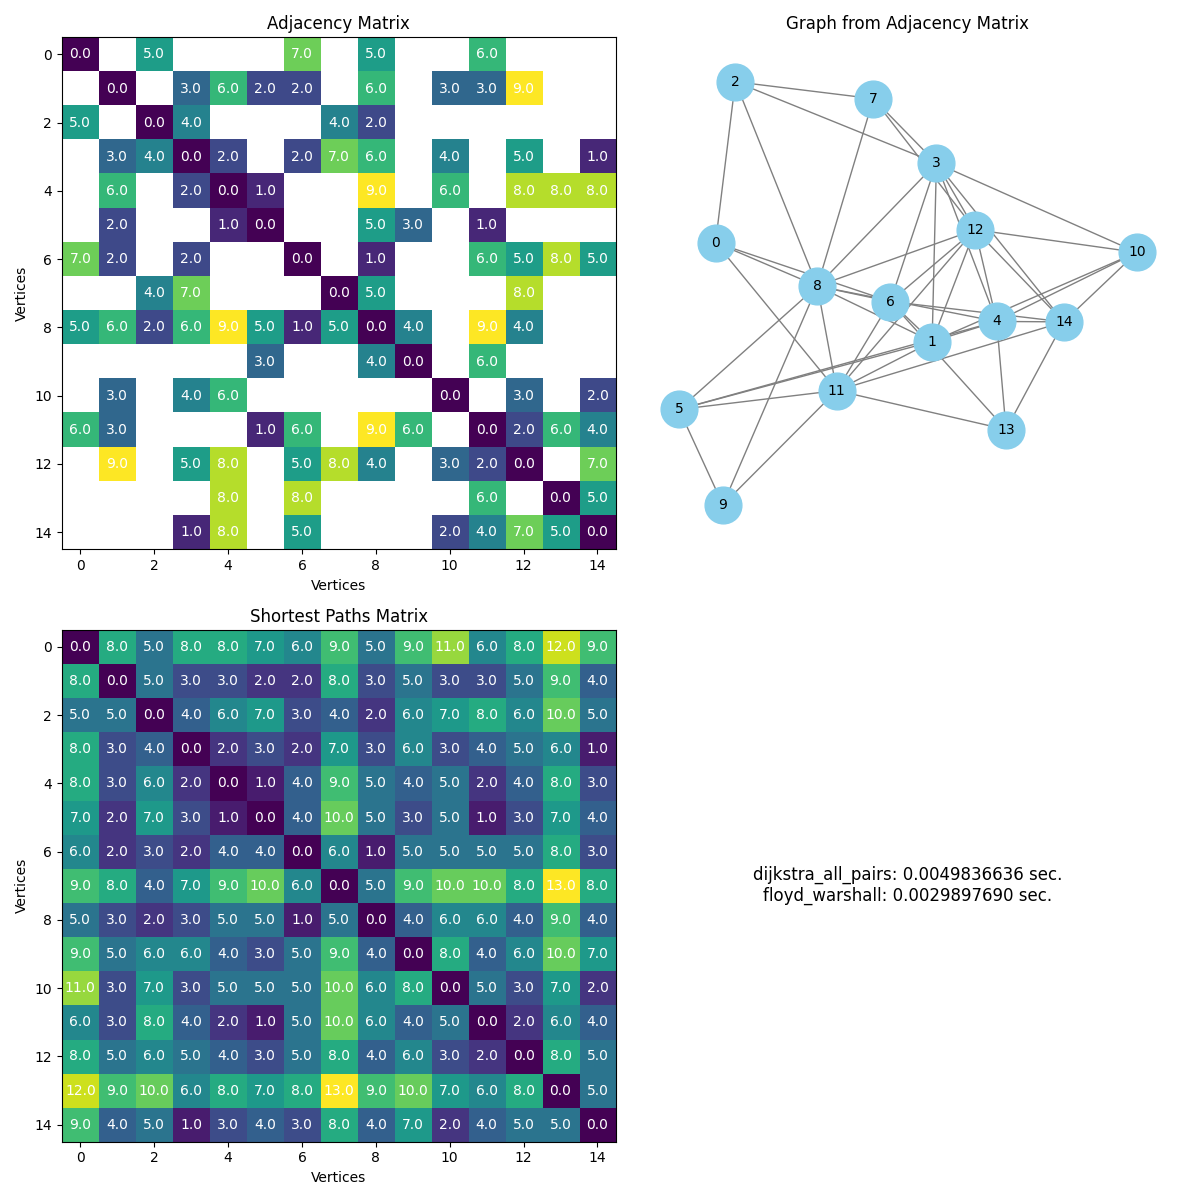 Adjacency Matrix
0 0.0 5.0 7.0 5.0 6.0
0.0 3.0 6.0 2.0 2.0 6.0 3.0 3.0 9.0
2 5.0 0.0 4.0 4.0 2.0
3.0 4.0 0.0 2.0 2.0 7.0 6.0 4.0 5.0 1.0
4 6.0 2.0 0.0 1.0 9.0 6.0 8.0 8.0 8.0
2.0 1.0 0.0 5.0 3.0 1.0
6 7.0 2.0 2.0 0.0 1.0 6.0 5.0 8.0 5.0
4.0 7.0 0.0 5.0 8.0
8 5.0 6.0 2.0 6.0 9.0 5.0 1.0 5.0 0.0 4.0 9.0 4.0
3.0 4.0 0.0 6.0
10 3.0 4.0 6.0 0.0 3.0 2.0
6.0 3.0 1.0 6.0 9.0 6.0 0.0 2.0 6.0 4.0
12 9.0 5.0 8.0 5.0 8.0 4.0 3.0 2.0 0.0 7.0
8.0 8.0 6.0 0.0 5.0
14 1.0 8.0 5.0 2.0 4.0 7.0 5.0 0.0
0 2 4 6 8 10 12 14
Vertices
Vertices
Graph from Adjacency Matrix
2
7
3
12
0
10
8
6
4
14
1
11
5
13
9
Shortest Paths Matrix
0 0.0 8.0 5.0 8.0 8.0 7.0 6.0 9.0 5.0 9.0 11.0 6.0 8.0 12.0 9.0
8.0 0.0 5.0 3.0 3.0 2.0 2.0 8.0 3.0 5.0 3.0 3.0 5.0 9.0 4.0
2 5.0 5.0 0.0 4.0 6.0 7.0 3.0 4.0 2.0 6.0 7.0 8.0 6.0 10.0 5.0
8.0 3.0 4.0 0.0 2.0 3.0 2.0 7.0 3.0 6.0 3.0 4.0 5.0 6.0 1.0
4 8.0 3.0 6.0 2.0 0.0 1.0 4.0 9.0 5.0 4.0 5.0 2.0 4.0 8.0 3.0
7.0 2.0 7.0 3.0 1.0 0.0 4.0 10.0 5.0 3.0 5.0 1.0 3.0 7.0 4.0
6 6.0 2.0 3.0 2.0 4.0 4.0 0.0 6.0 1.0 5.0 5.0 5.0 5.0 8.0 3.0
9.0 8.0 4.0 7.0 9.0 10.0 6.0 0.0 5.0 9.0 10.0 10.0 8.0 13.0 8.0
8 5.0 3.0 2.0 3.0 5.0 5.0 1.0 5.0 0.0 4.0 6.0 6.0 4.0 9.0 4.0
9.0 5.0 6.0 6.0 4.0 3.0 5.0 9.0 4.0 0.0 8.0 4.0 6.0 10.0 7.0
10 11.0 3.0 7.0 3.0 5.0 5.0 5.0 10.0 6.0 8.0 0.0 5.0 3.0 7.0 2.0
6.0 3.0 8.0 4.0 2.0 1.0 5.0 10.0 6.0 4.0 5.0 0.0 2.0 6.0 4.0
12 8.0 5.0 6.0 5.0 4.0 3.0 5.0 8.0 4.0 6.0 3.0 2.0 0.0 8.0 5.0
12.0 9.0 10.0 6.0 8.0 7.0 8.0 13.0 9.0 10.0 7.0 6.0 8.0 0.0 5.0
14 9.0 4.0 5.0 1.0 3.0 4.0 3.0 8.0 4.0 7.0 2.0 4.0 5.0 5.0 0.0
0 2 4 6 8 10 12 14
Vertices
Vertices
dijkstra_all_pairs: 0.0049836636 sec.
floyd_warshall: 0.0029897690 sec.